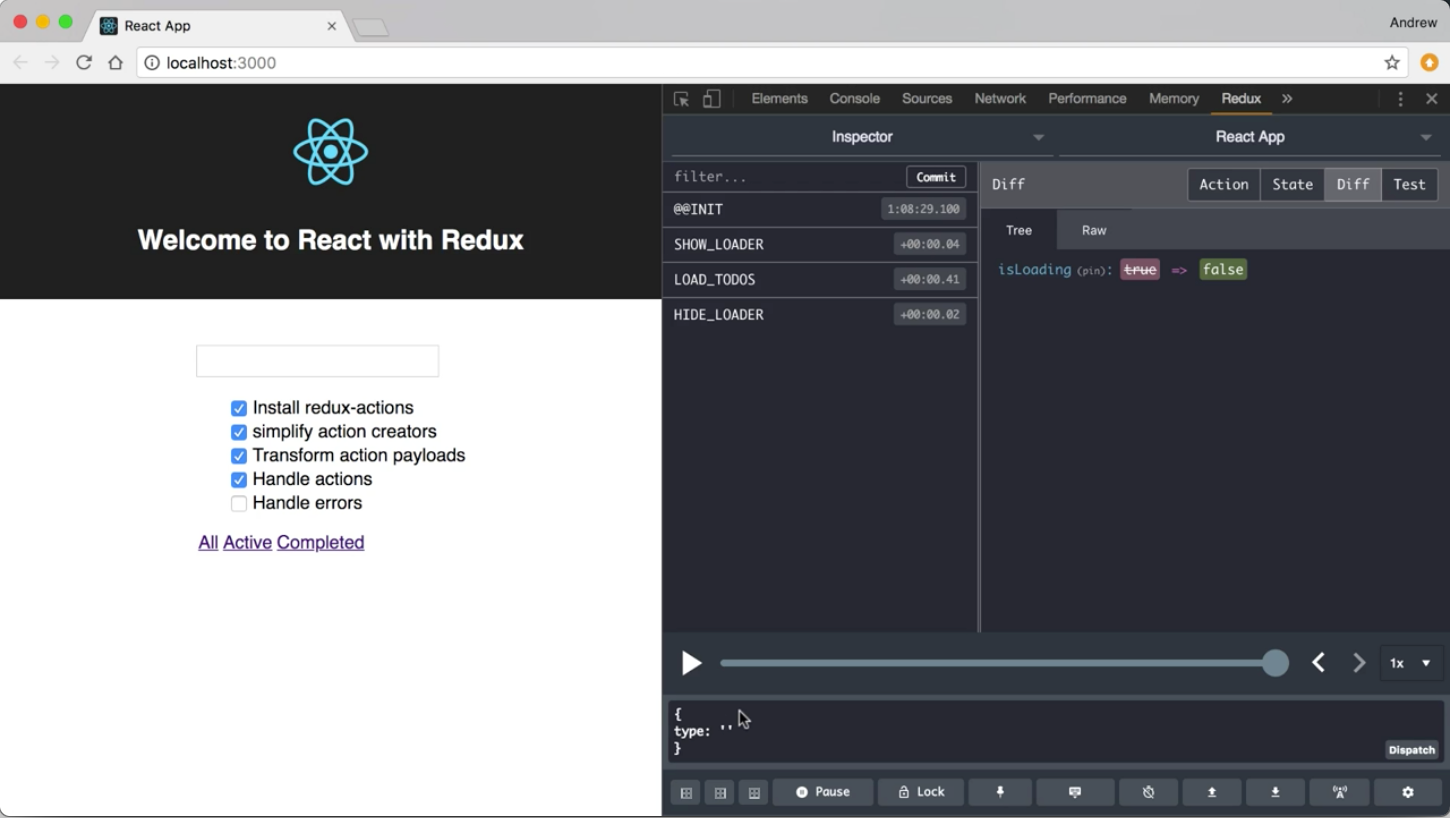 React App
Andrew
localhost:3000
Elements Console Sources Network Performance Memory Redux
Inspector React App
filter... Commit
@@INIT 1:08:29.100
SHOW_LOADER +00:00.04
LOAD_TODOS +00:00.41
HIDE_LOADER +00:00.02
Diff Action State Diff Test
Tree Raw
isLoading (pin): true => false
Welcome to React with Redux
Install redux-actions
simplify action creators
Transform action payloads
Handle actions
Handle errors
All Active Completed
1x
{
type: ''
}
Dispatch
Pause Lock